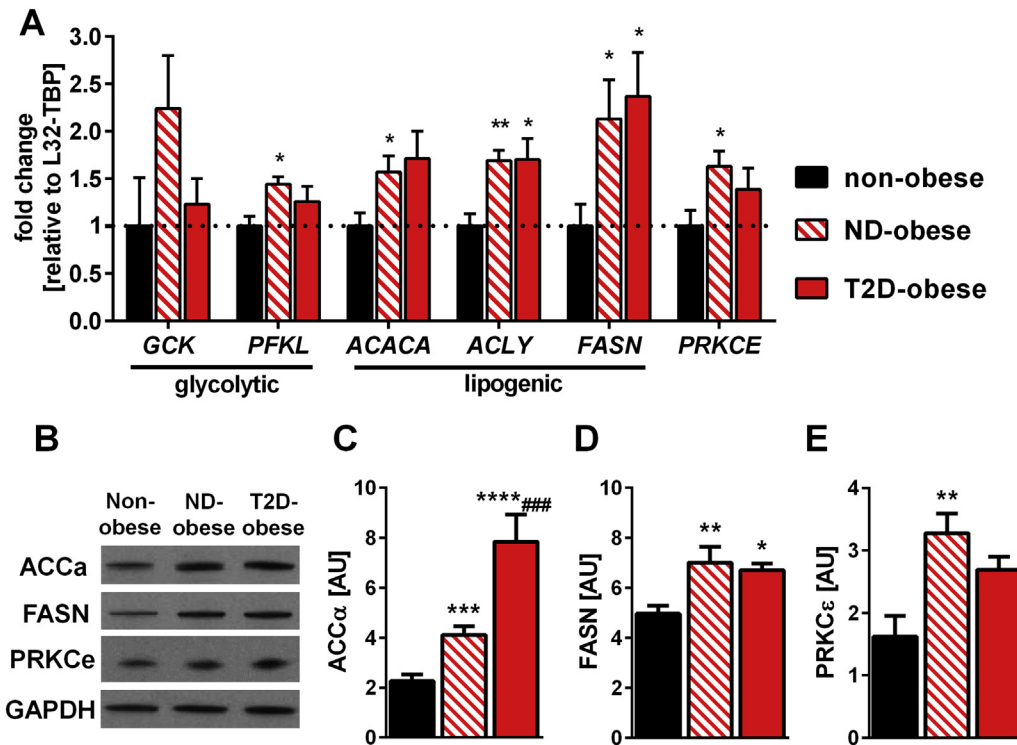 A
fold change
[relative to L32-TBP]
3.0
2.5
2.0
1.5
1
0.5
0.0
* ** * * * * *
GCK PFKL ACACA ACLY FASN PRKCE
glycolytic lipogenic
non-obese
ND-obese
T2D-obese
B
Non-obese ND-obese T2D-obese
ACCa
FASN
PRKCe
GAPDH
C
ACCα [AU]
10
8
6
4
2
0
***
****###
D
FASN [AU]
10
8
6
4
2
0
**
*
E
PRKCε [AU]
4
3
2
1
0
**